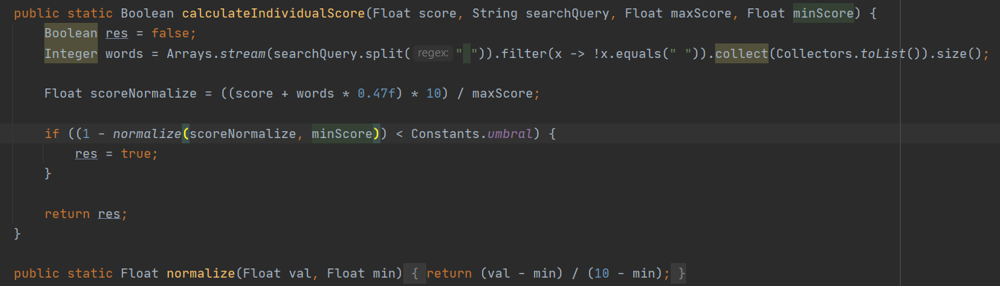 public static Boolean calculateIndividualScore(Float score, String searchQuery, Float maxScore, Float minScore) {
    Boolean res = false;
    Integer words = Arrays.stream(searchQuery.split( regex: " ")).filter(x -> !x.equals(" ")).collect(Collectors.toList()).size();
    Float scoreNormalize = ((score + words * 0.47f) * 10) / maxScore;
    if ((1 - normalize(scoreNormalize, minScore)) < Constants.umbral) {
        res = true;
    }
    return res;
}
public static Float normalize(Float val, Float min) { return (val - min) / (10 - min); }